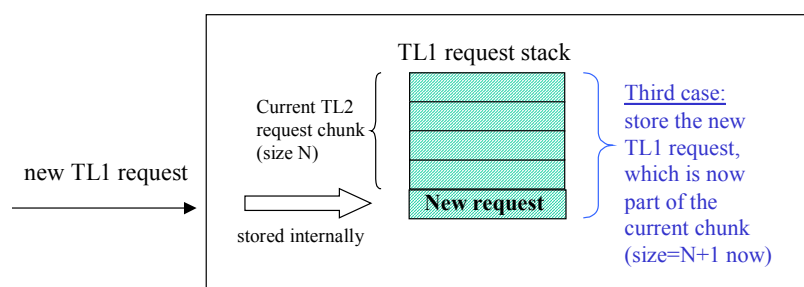 TL1 request stack
Current TL2
request chunk
(size N)
Third case:
store the new
TL1 request,
which is now
part of the
current chunk
(size=N+1 now)
new TL1 request
New request
stored internally